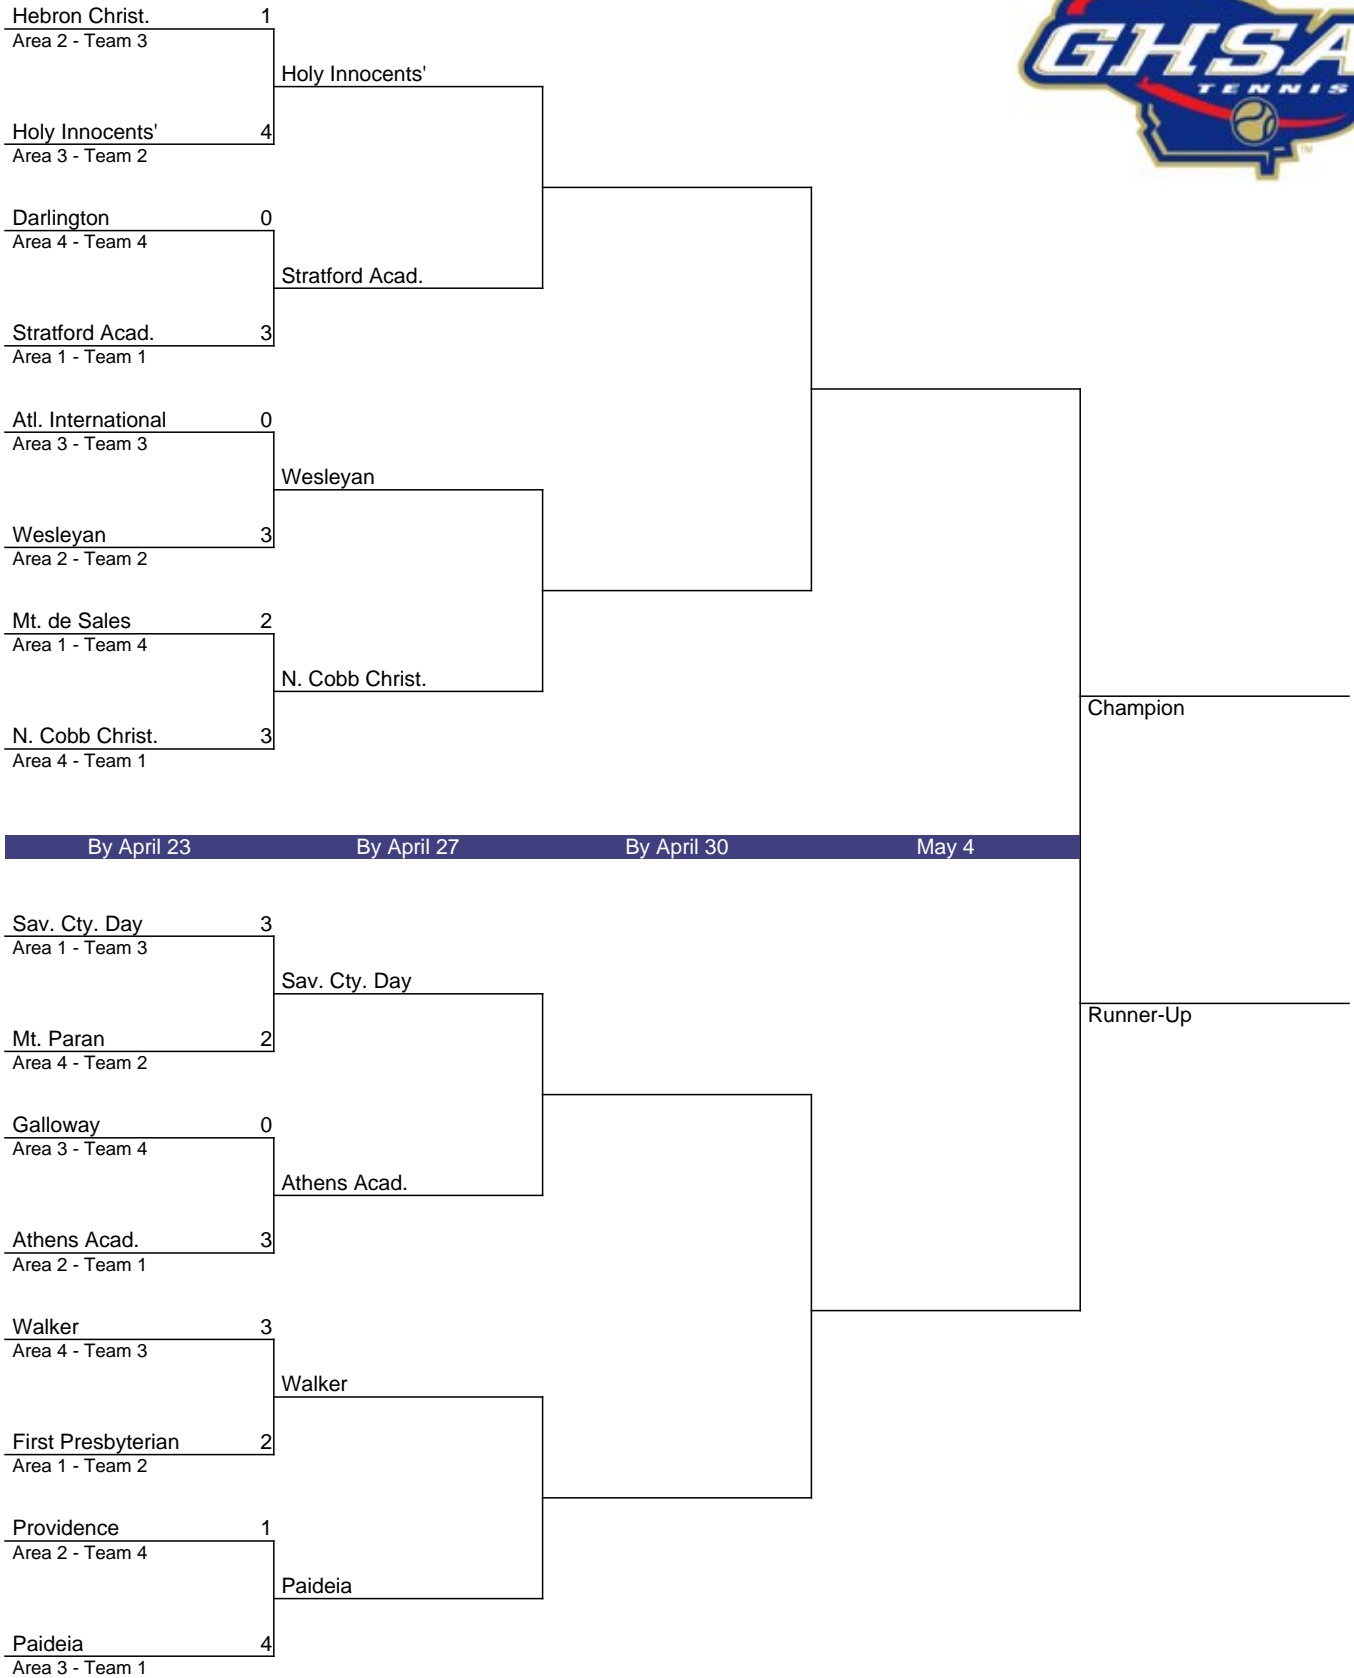 Hebron Christ. 1
Area 2 - Team 3
Holy Innocents'
Holy Innocents' 4
Area 3 - Team 2
Darlington 0
Area 4 - Team 4
Stratford Acad.
Stratford Acad. 3
Area 1 - Team 1
Atl. International 0
Area 3 - Team 3
Wesleyan
Wesleyan 3
Area 2 - Team 2
Mt. de Sales 2
Area 1 - Team 4
N. Cobb Christ.
N. Cobb Christ. 3
Area 4 - Team 1
GHSA
TENNIS
TM
Champion
By April 23 By April 27 By April 30 May 4
Sav. Cty. Day 3
Area 1 - Team 3
Sav. Cty. Day
Mt. Paran 2
Area 4 - Team 2
Runner-Up
Galloway 0
Area 3 - Team 4
Athens Acad.
Athens Acad. 3
Area 2 - Team 1
Walker 3
Area 4 - Team 3
Walker
First Presbyterian 2
Area 1 - Team 2
Providence 1
Area 2 - Team 4
Paideia
Paideia 4
Area 3 - Team 1